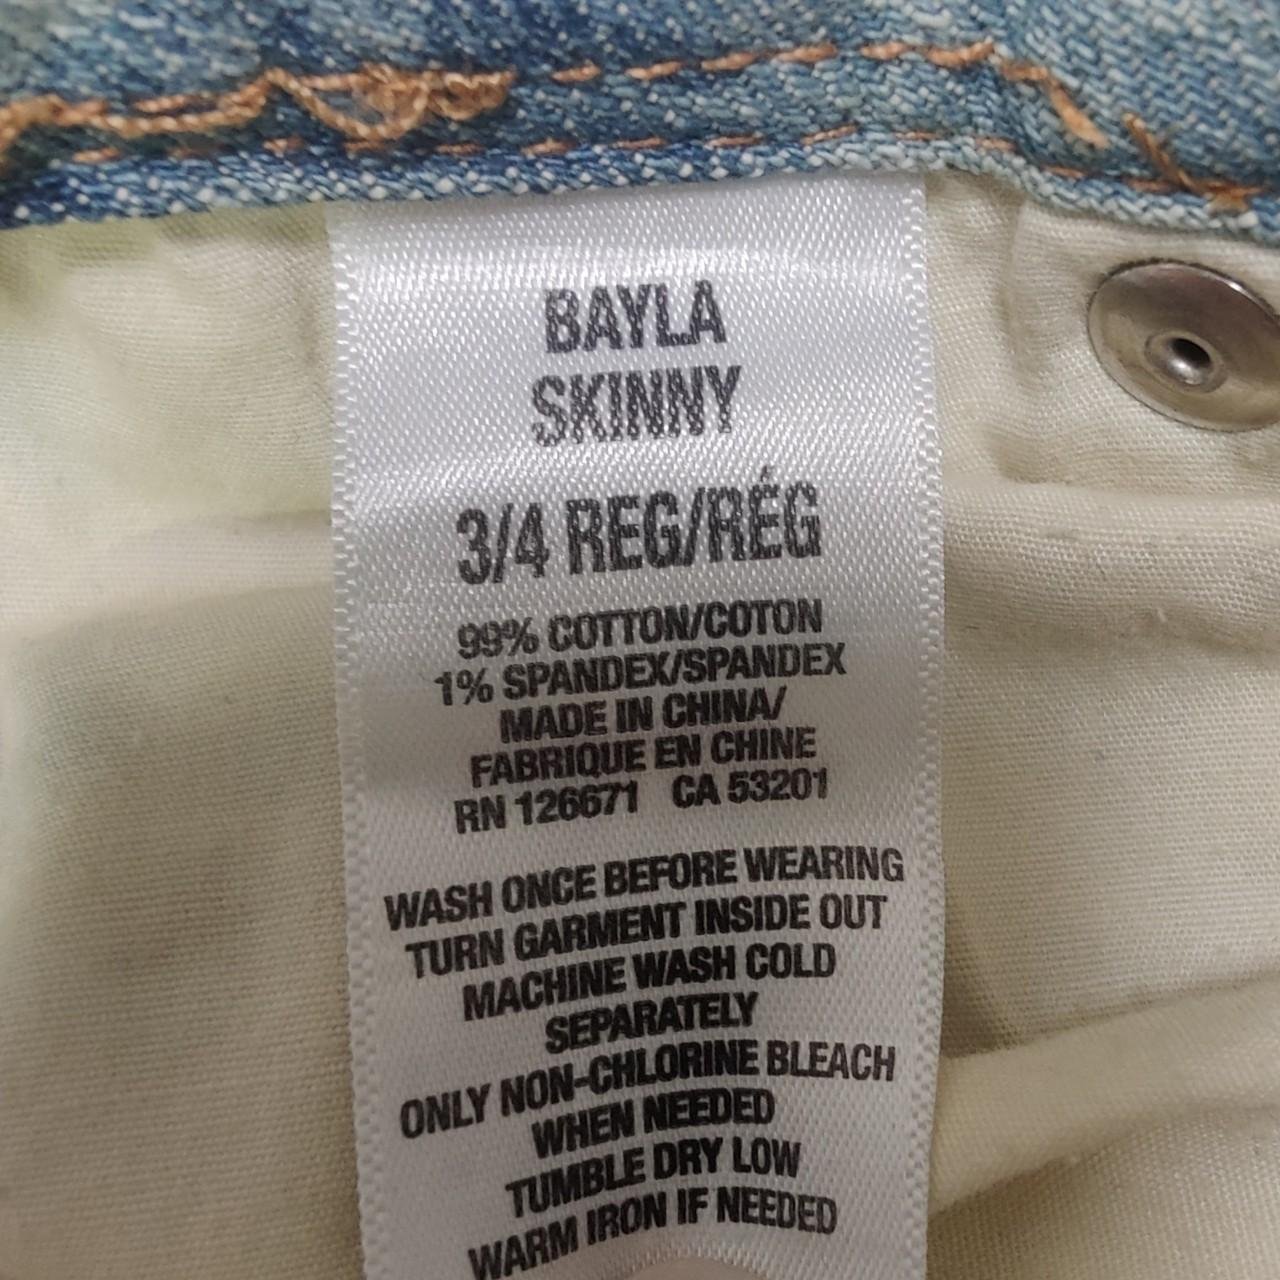 BAYLA
SKINNY
3/4 REG/RÉG
99% COTTON/COTON
1% SPANDEX/SPANDEX
MADE IN CHINA/
FABRIQUE EN CHINE
RN 126671 CA 53201
WASH ONCE BEFORE WEARING
TURN GARMENT INSIDE OUT
MACHINE WASH COLD
SEPARATELY
ONLY NON-CHLORINE BLEACH
WHEN NEEDED
TUMBLE DRY LOW
WARM IRON IF NEEDED